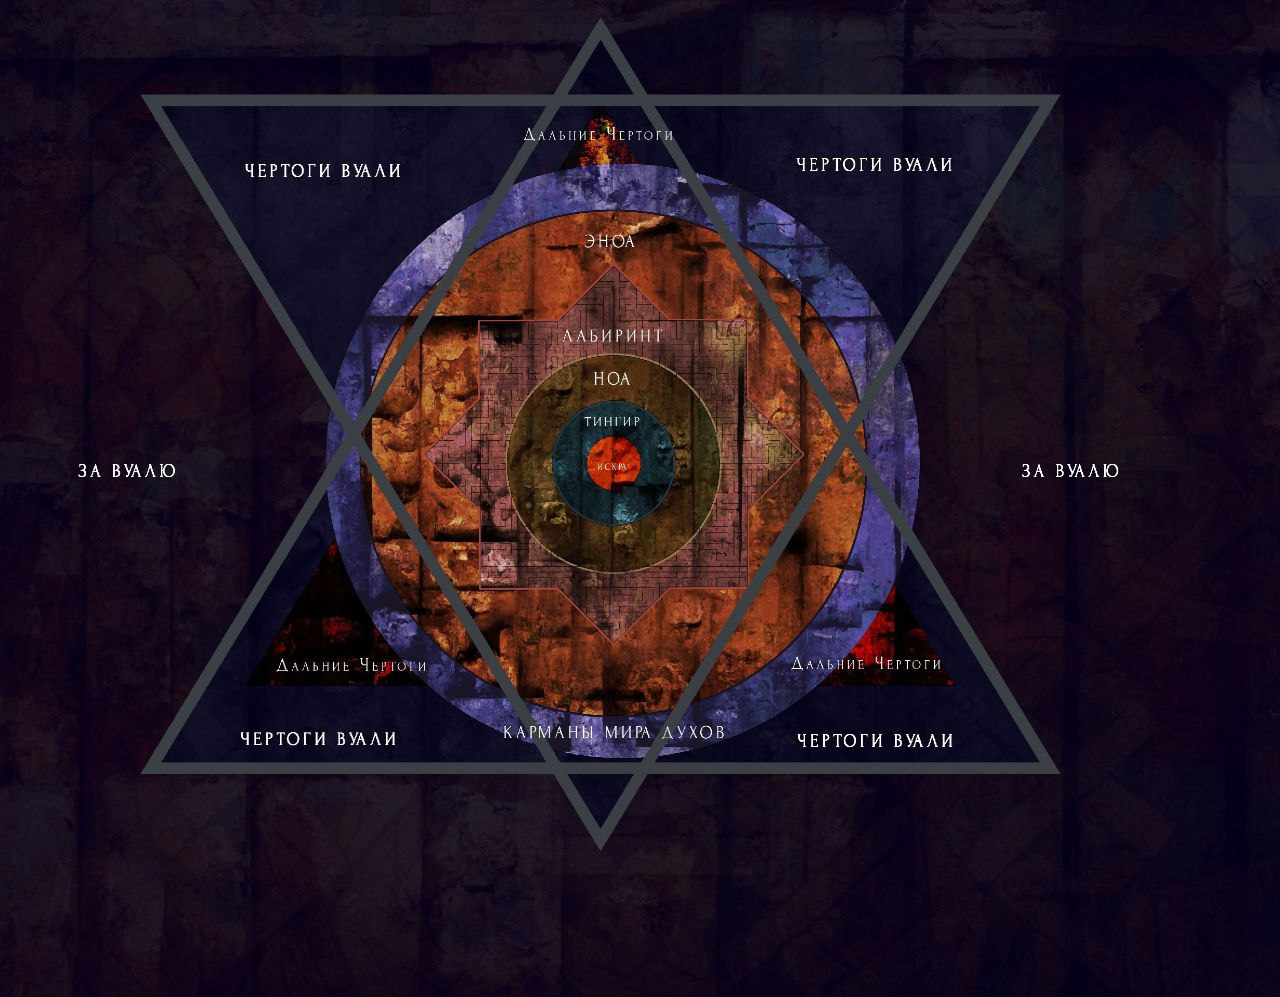 Дальние Чертоги
ЧЕРТОГИ ВУАЛИ
ЧЕРТОГИ ВУАЛИ
ЭНОА
ЛАБИРИНТ
НОА
ТИНГИР
ИСКРА
ЗА ВУАЛЮ
ЗА ВУАЛЮ
Дальние Чертоги
Дальние Чертоги
КАРМАНЫ МИРА ДУХОВ
ЧЕРТОГИ ВУАЛИ
ЧЕРТОГИ ВУАЛИ